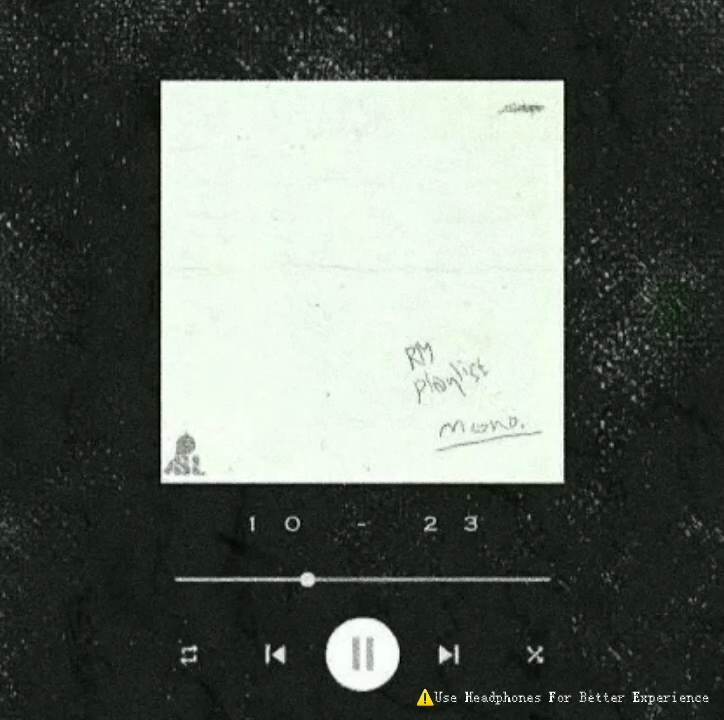 RM
playlist
mono.
10 - 23
⚠️Use Headphones For Better Experience